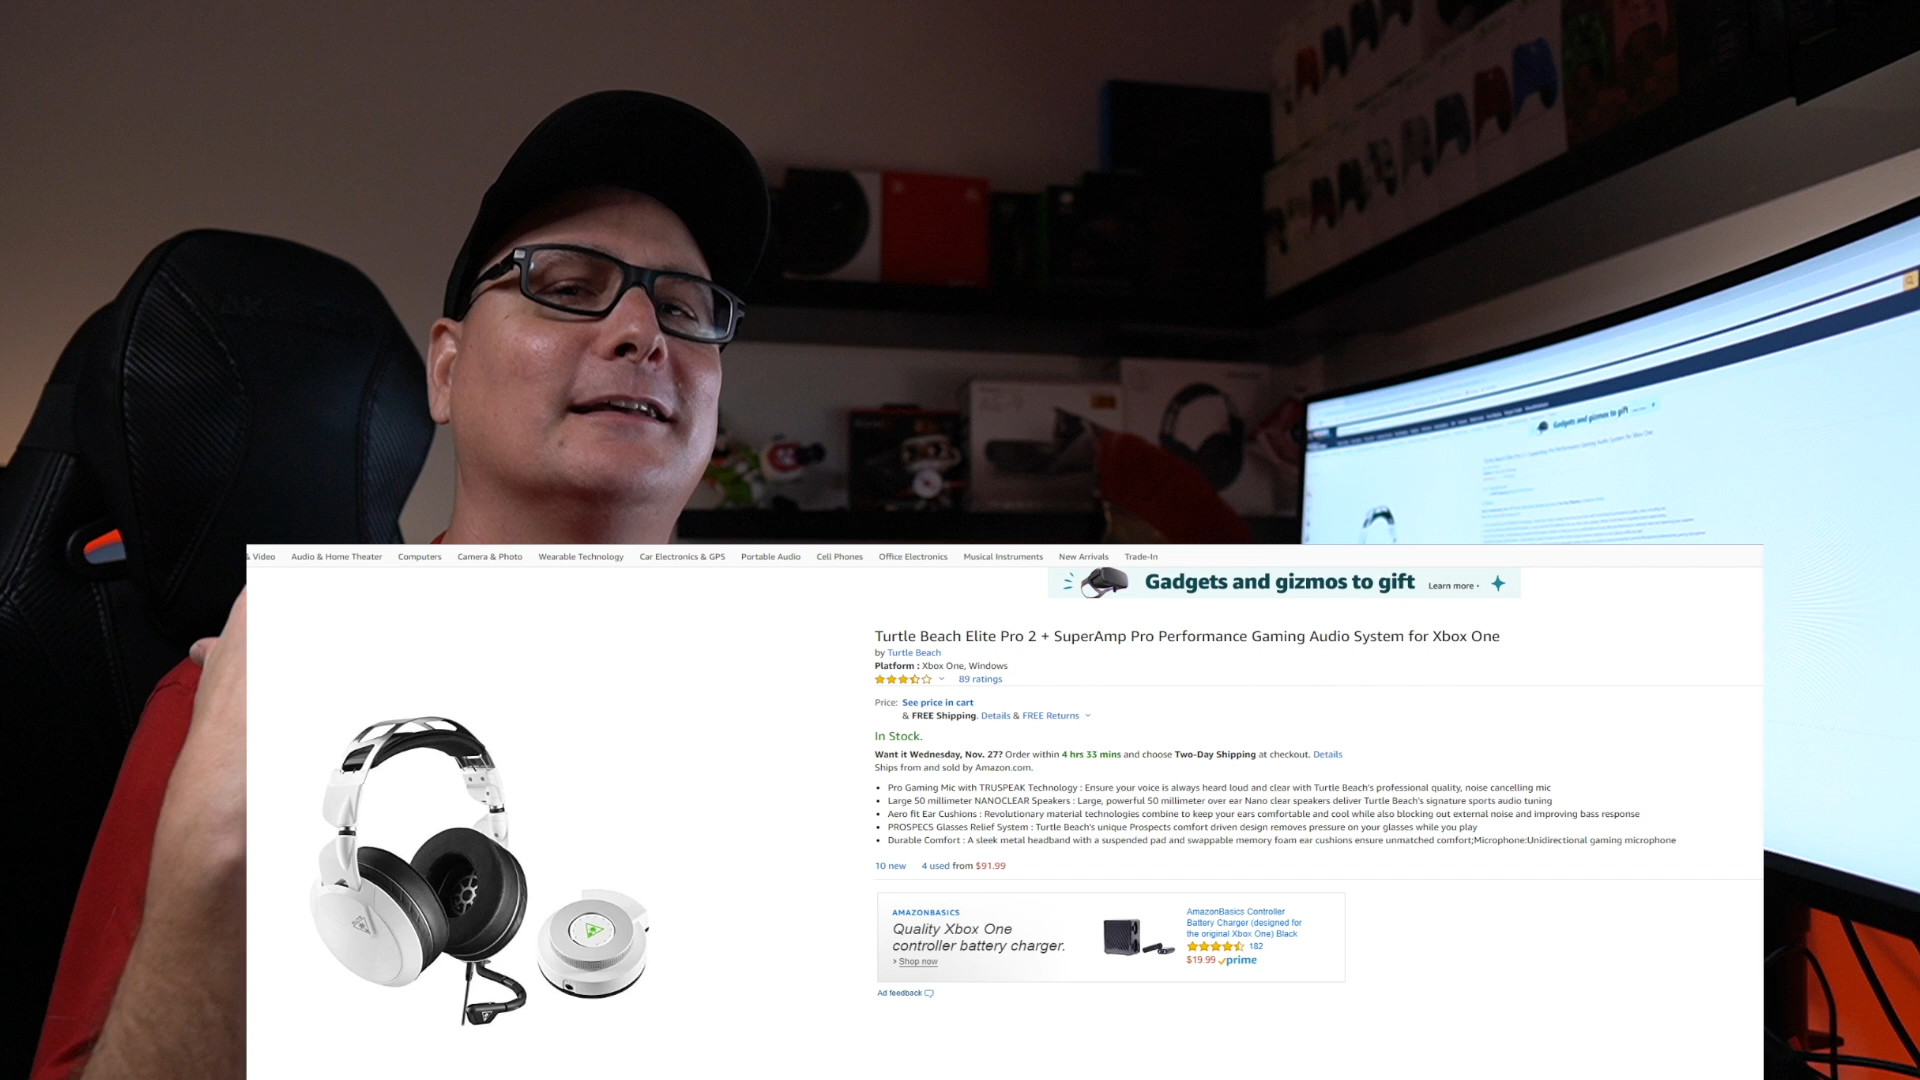 & Video Audio & Home Theater Computers Camera & Photo Wearable Technology Car Electronics & GPS Portable Audio Cell Phones Office Electronics Musical Instruments New Arrivals Trade-In
Gadgets and gizmos to gift Learn more ›
Turtle Beach Elite Pro 2 + SuperAmp Pro Performance Gaming Audio System for Xbox One
by Turtle Beach
Platform : Xbox One, Windows
89 ratings
Price: See price in cart
& FREE Shipping. Details & FREE Returns
In Stock.
Want it Wednesday, Nov. 27? Order within 4 hrs 33 mins and choose Two-Day Shipping at checkout. Details
Ships from and sold by Amazon.com.
• Pro Gaming Mic with TRUSPEAK Technology : Ensure your voice is always heard loud and clear with Turtle Beach's professional quality, noise cancelling mic
• Large 50 millimeter NANOCLEAR Speakers : Large, powerful 50 millimeter over ear Nano clear speakers deliver Turtle Beach's signature sports audio tuning
• Aero fit Ear Cushions : Revolutionary material technologies combine to keep your ears comfortable and cool while also blocking out external noise and improving bass response
• PROSPECS Glasses Relief System : Turtle Beach's unique Prospects comfort driven design removes pressure on your glasses while you play
• Durable Comfort : A sleek metal headband with a suspended pad and swappable memory foam ear cushions ensure unmatched comfort;Microphone:Unidirectional gaming microphone
10 new 4 used from $91.99
AMAZONBASICS
Quality Xbox One
controller battery charger.
› Shop now
AmazonBasics Controller
Battery Charger (designed for
the original Xbox One) Black
182
$19.99 prime
Ad feedback
Gadgets and gizmos to gift